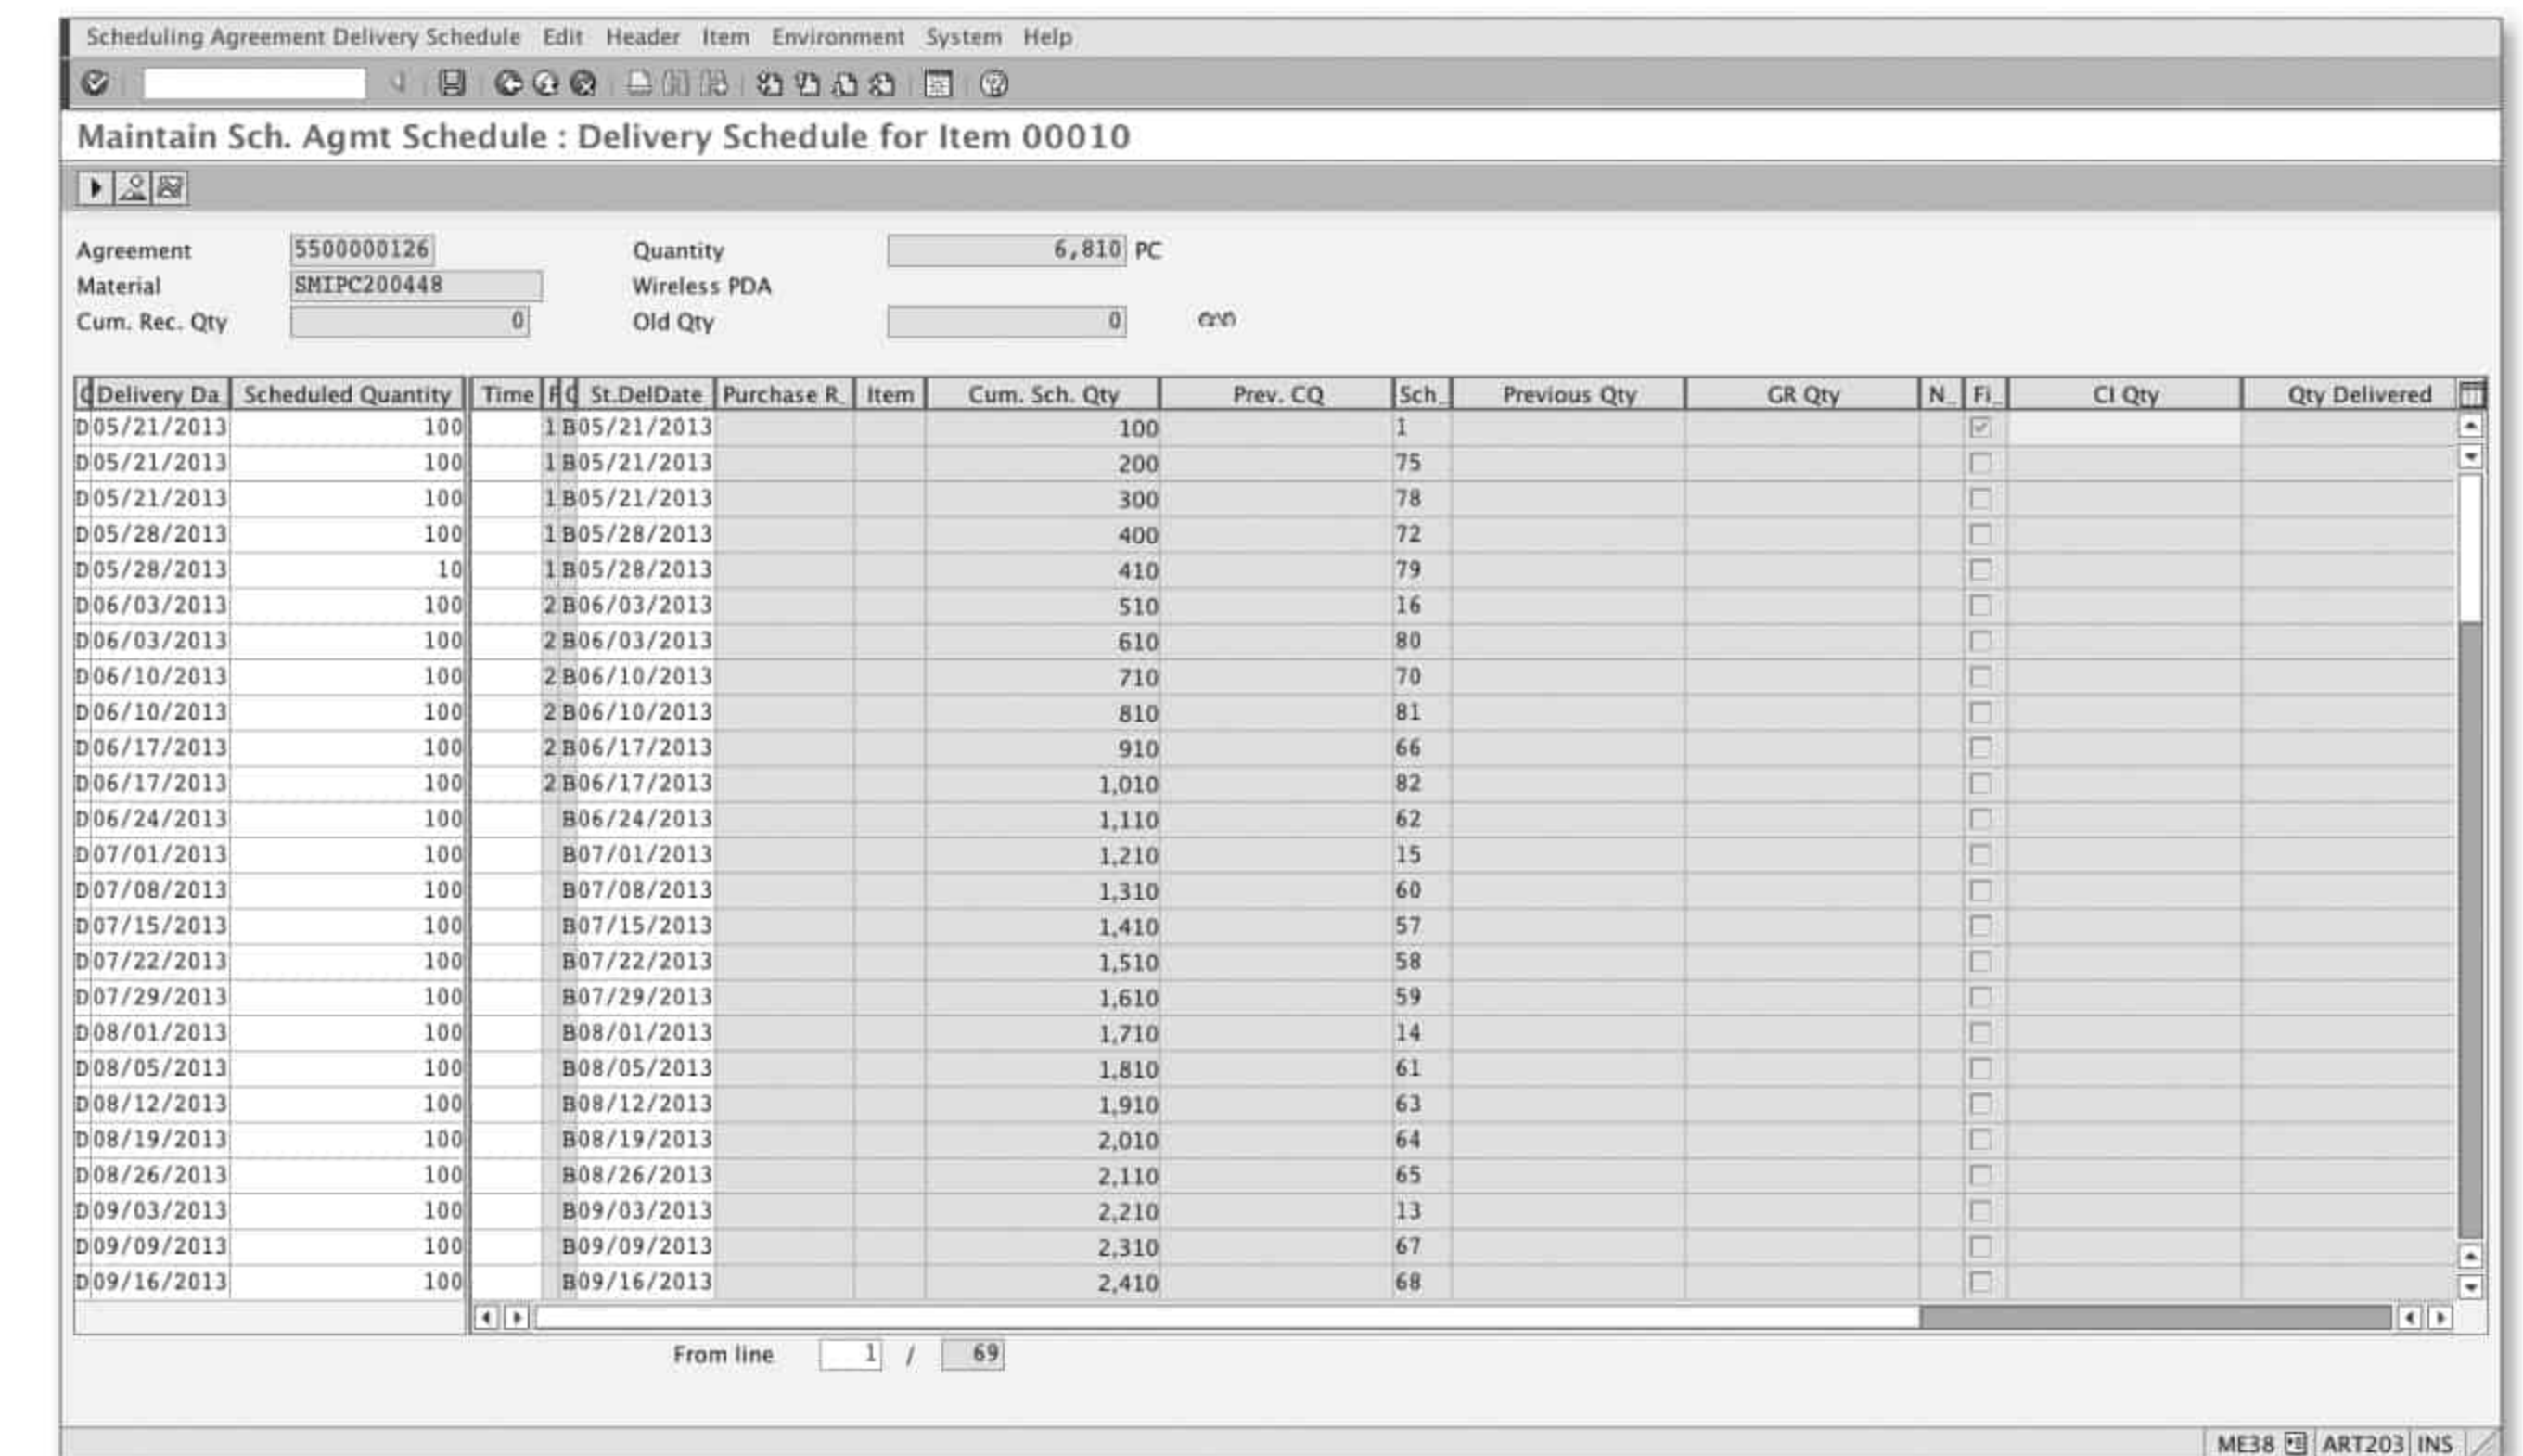 Scheduling Agreement Delivery Schedule Edit Header Item Environment System Help
Maintain Sch. Agmt Schedule : Delivery Schedule for Item 00010
Agreement 5500000126 Quantity 6,810 PC
Material SMIPC200448 Wireless PDA
Cum. Rec. Qty 0 Old Qty 0
C Delivery Da.. Scheduled Quantity Time F C St.DelDate Purchase R.. Item Cum. Sch. Qty Prev. CQ Sch.. Previous Qty GR Qty N.. Fi.. CI Qty Qty Delivered
D 05/21/2013 100 1 B 05/21/2013 100 1
D 05/21/2013 100 1 B 05/21/2013 200 75
D 05/21/2013 100 1 B 05/21/2013 300 78
D 05/28/2013 100 1 B 05/28/2013 400 72
D 05/28/2013 10 1 B 05/28/2013 410 79
D 06/03/2013 100 2 B 06/03/2013 510 16
D 06/03/2013 100 2 B 06/03/2013 610 80
D 06/10/2013 100 2 B 06/10/2013 710 70
D 06/10/2013 100 2 B 06/10/2013 810 81
D 06/17/2013 100 2 B 06/17/2013 910 66
D 06/17/2013 100 2 B 06/17/2013 1,010 82
D 06/24/2013 100 B 06/24/2013 1,110 62
D 07/01/2013 100 B 07/01/2013 1,210 15
D 07/08/2013 100 B 07/08/2013 1,310 60
D 07/15/2013 100 B 07/15/2013 1,410 57
D 07/22/2013 100 B 07/22/2013 1,510 58
D 07/29/2013 100 B 07/29/2013 1,610 59
D 08/01/2013 100 B 08/01/2013 1,710 14
D 08/05/2013 100 B 08/05/2013 1,810 61
D 08/12/2013 100 B 08/12/2013 1,910 63
D 08/19/2013 100 B 08/19/2013 2,010 64
D 08/26/2013 100 B 08/26/2013 2,110 65
D 09/03/2013 100 B 09/03/2013 2,210 13
D 09/09/2013 100 B 09/09/2013 2,310 67
D 09/16/2013 100 B 09/16/2013 2,410 68
From line 1 / 69
ME38 ART203 INS